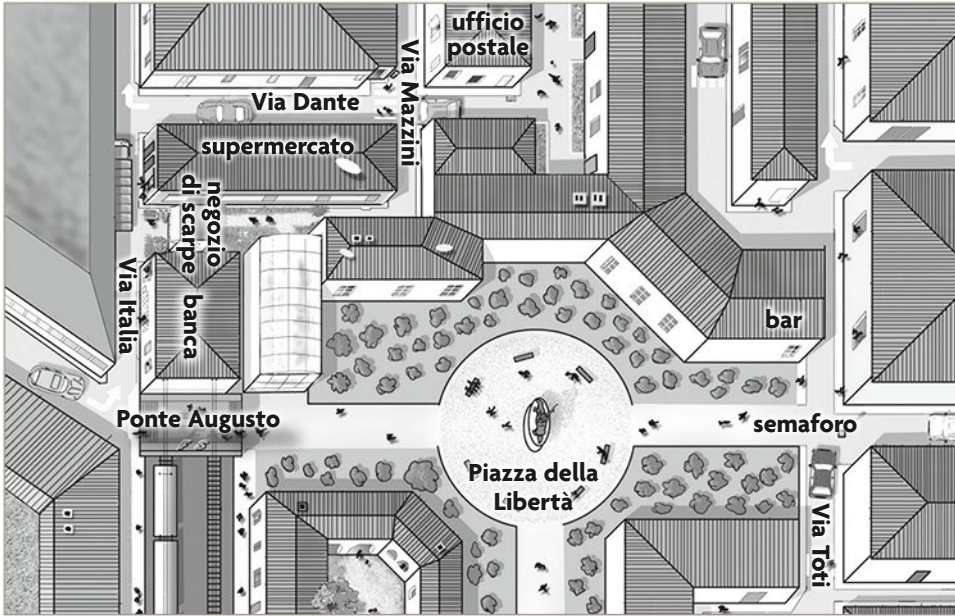 ufficio
postale
Via Mazzini
Via Dante
supermercato
negozio
di scarpe
Via Italia
banca
bar
Ponte Augusto
semaforo
Piazza della
Libertà
Via Toti